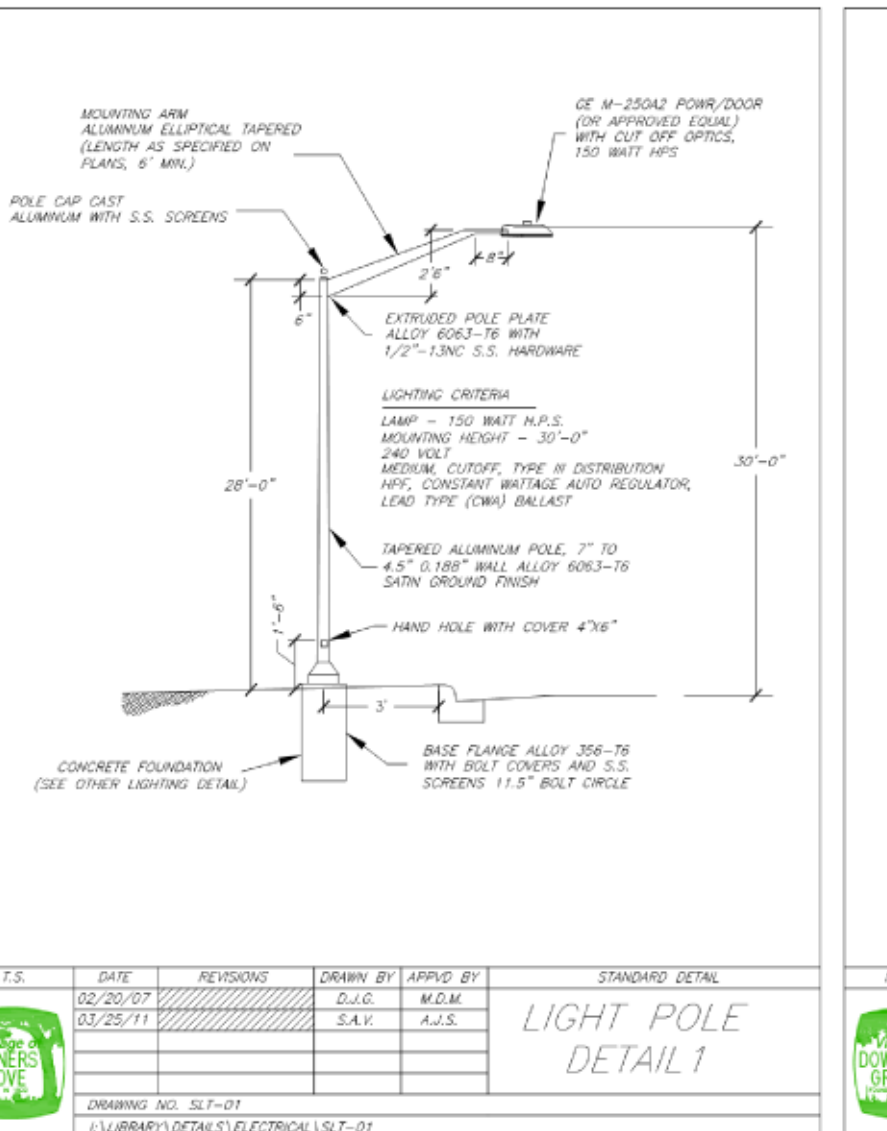 MOUNTING ARM
ALUMINUM ELLIPTICAL TAPERED
(LENGTH AS SPECIFIED ON
PLANS, 6' MIN.)
GE M-250A2 POWR/DOOR
(OR APPROVED EQUAL)
WITH CUT OFF OPTICS,
150 WATT HPS
POLE CAP CAST
ALUMINUM WITH S.S. SCREENS
2'6"
8"
6"
EXTRUDED POLE PLATE
ALLOY 6063-T6 WITH
1/2"-13NC S.S. HARDWARE
LIGHTING CRITERIA
LAMP - 150 WATT H.P.S.
MOUNTING HEIGHT - 30'-0"
240 VOLT
MEDIUM, CUTOFF, TYPE III DISTRIBUTION
HPF, CONSTANT WATTAGE AUTO REGULATOR,
LEAD TYPE (CWA) BALLAST
28'-0"
30'-0"
TAPERED ALUMINUM POLE, 7" TO
4.5" 0.188" WALL ALLOY 6063-T6
SATIN GROUND FINISH
1'-6"
HAND HOLE WITH COVER 4"X6"
3'
CONCRETE FOUNDATION
(SEE OTHER LIGHTING DETAIL)
BASE FLANGE ALLOY 356-T6
WITH BOLT COVERS AND S.S.
SCREENS 11.5" BOLT CIRCLE
T.S. DATE REVISIONS DRAWN BY APPVD BY STANDARD DETAIL
02/20/07 D.J.G. M.D.M.
03/25/11 S.A.V. A.J.S.
LIGHT POLE
DETAIL1
DRAWING NO. SLT-01
I:\LIBRARY\DETAILS\ELECTRICAL\SLT-01